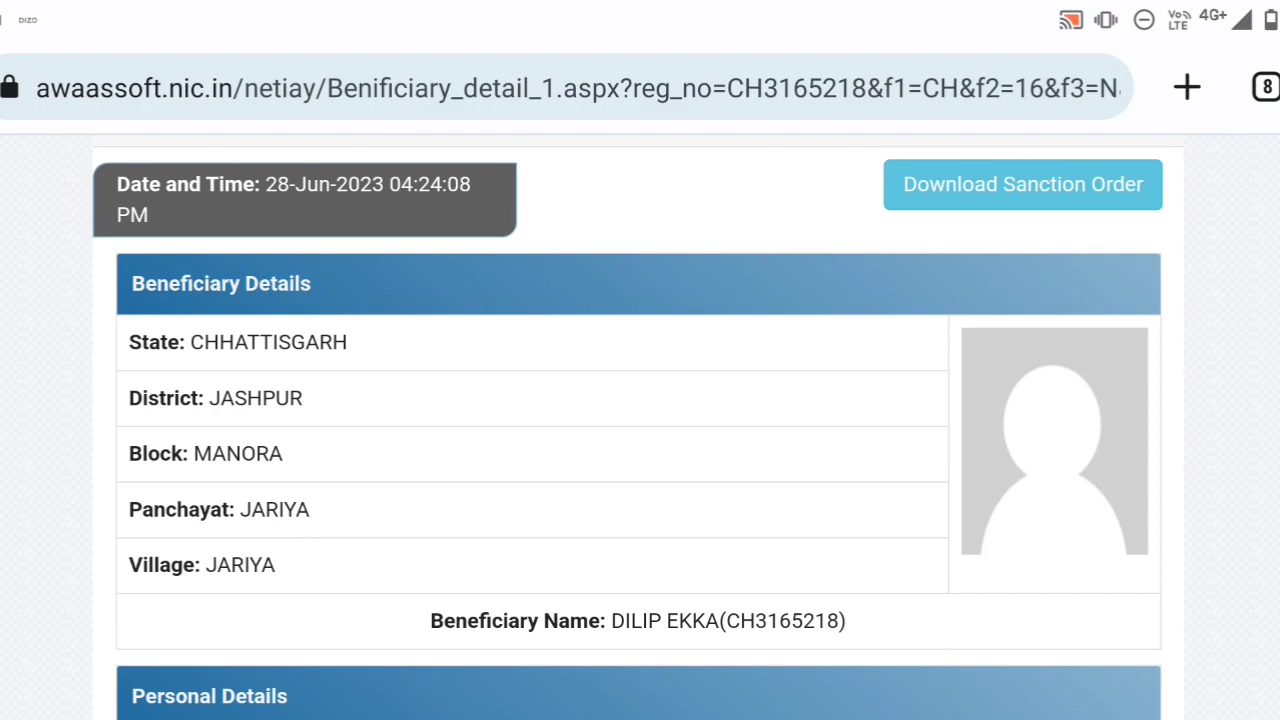 DIZO
Vo
LTE
4G+
awaassoft.nic.in/netiay/Benificiary_detail_1.aspx?reg_no=CH3165218&f1=CH&f2=16&f3=N
8
Date and Time: 28-Jun-2023 04:24:08
PM
Download Sanction Order
Beneficiary Details
State: CHHATTISGARH
District: JASHPUR
Block: MANORA
Panchayat: JARIYA
Village: JARIYA
Beneficiary Name: DILIP EKKA(CH3165218)
Personal Details